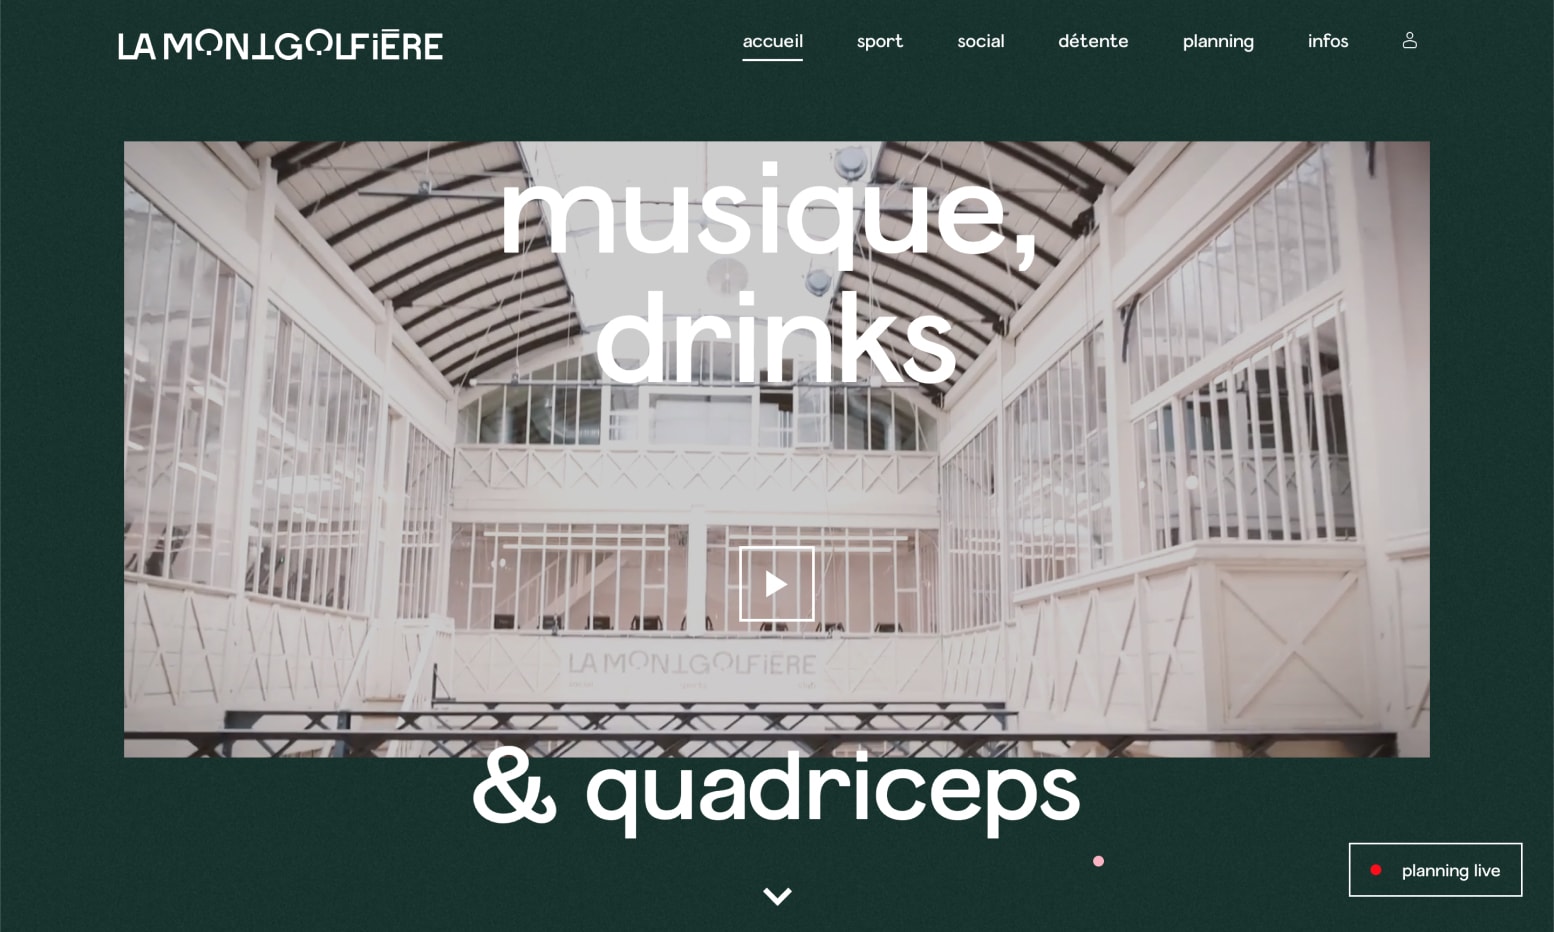 LA MONTGOLFIÈRE
accueil sport social détente planning infos
musique,
drinks
LA MONTGOLFIÈRE
& quadriceps
planning live